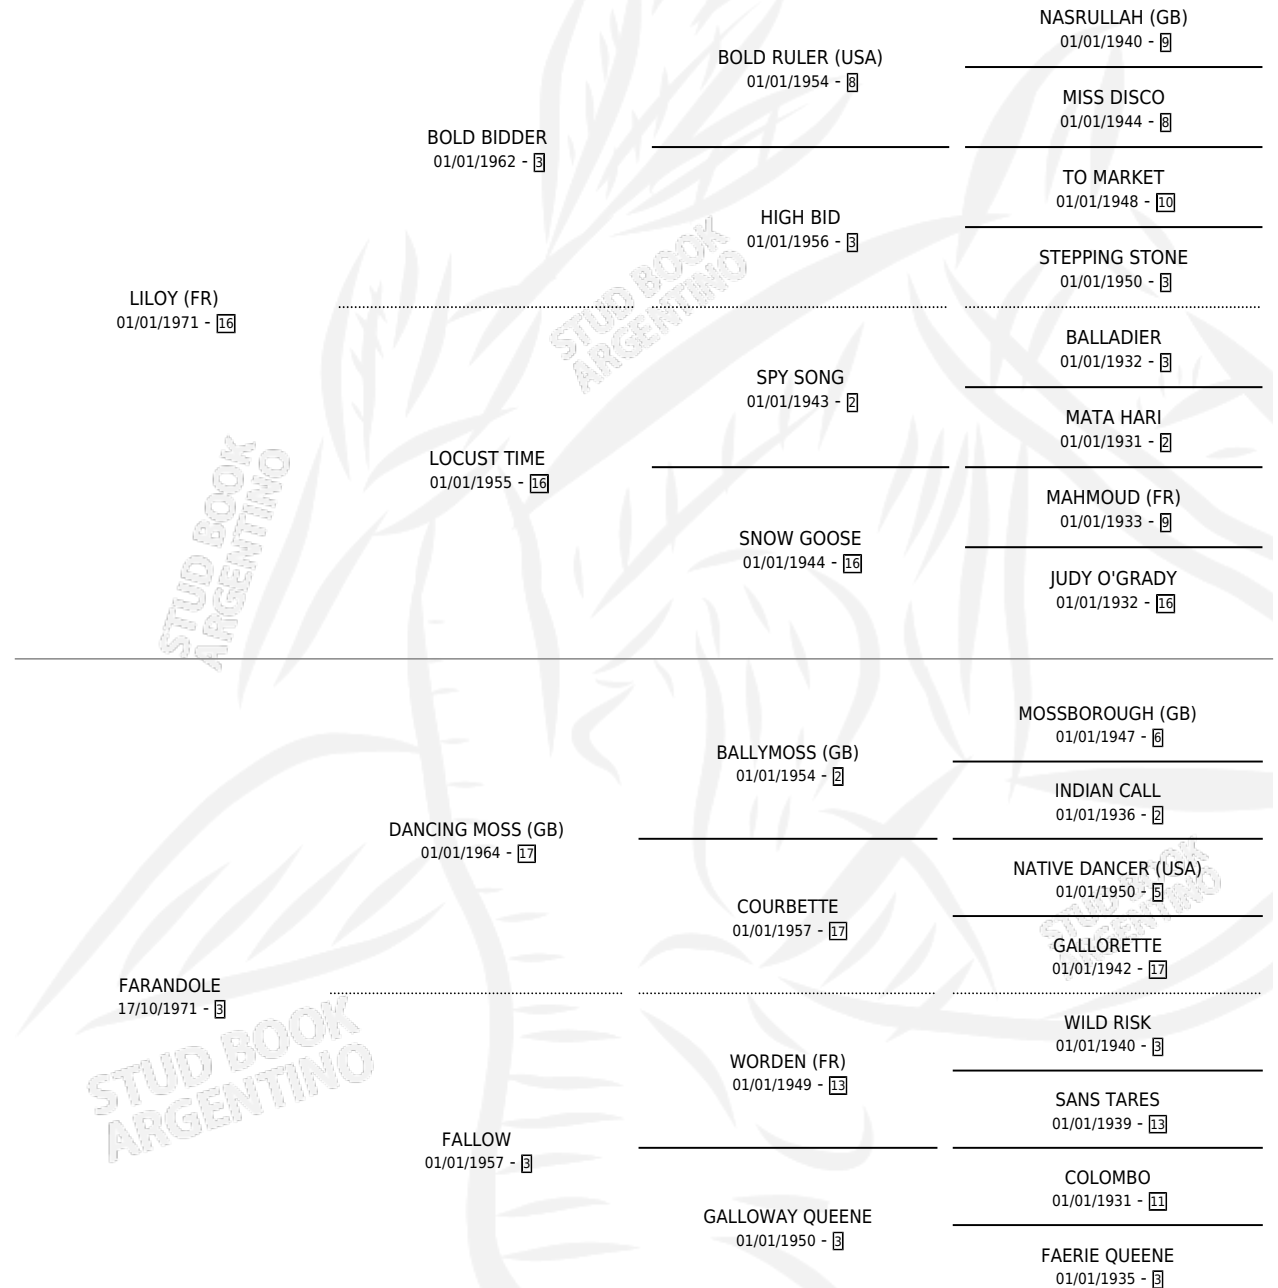 NASRULLAH (GB)
01/01/1940 - 9
BOLD RULER (USA)
01/01/1954 - 8
MISS DISCO
01/01/1944 - 8
BOLD BIDDER
01/01/1962 - 3
TO MARKET
01/01/1948 - 10
HIGH BID
01/01/1956 - 3
STEPPING STONE
01/01/1950 - 3
LILOY (FR)
01/01/1971 - 16
BALLADIER
01/01/1932 - 3
SPY SONG
01/01/1943 - 2
MATA HARI
01/01/1931 - 2
LOCUST TIME
01/01/1955 - 16
MAHMOUD (FR)
01/01/1933 - 9
SNOW GOOSE
01/01/1944 - 16
JUDY O'GRADY
01/01/1932 - 16
MOSSBOROUGH (GB)
01/01/1947 - 6
BALLYMOSS (GB)
01/01/1954 - 2
INDIAN CALL
01/01/1936 - 2
DANCING MOSS (GB)
01/01/1964 - 17
NATIVE DANCER (USA)
01/01/1950 - 5
COURBETTE
01/01/1957 - 17
GALLORETTE
01/01/1942 - 17
FARANDOLE
17/10/1971 - 3
WILD RISK
01/01/1940 - 3
WORDEN (FR)
01/01/1949 - 13
SANS TARES
01/01/1939 - 13
FALLOW
01/01/1957 - 3
COLOMBO
01/01/1931 - 11
GALLOWAY QUEENE
01/01/1950 - 3
FAERIE QUEENE
01/01/1935 - 3
STUD BOOK
ARGENTINO
STUD BOOK
ARGENTINO
STUD BOOK
ARGENTINO
STUD BOOK
ARGENTINO